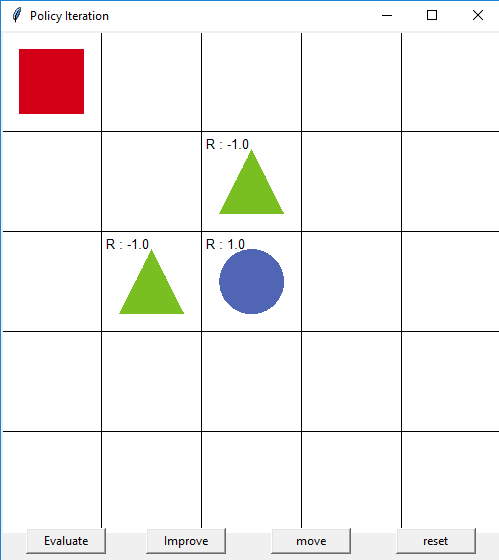 Policy Iteration
R : -1.0
R : -1.0
R : 1.0
Evaluate
Improve
move
reset